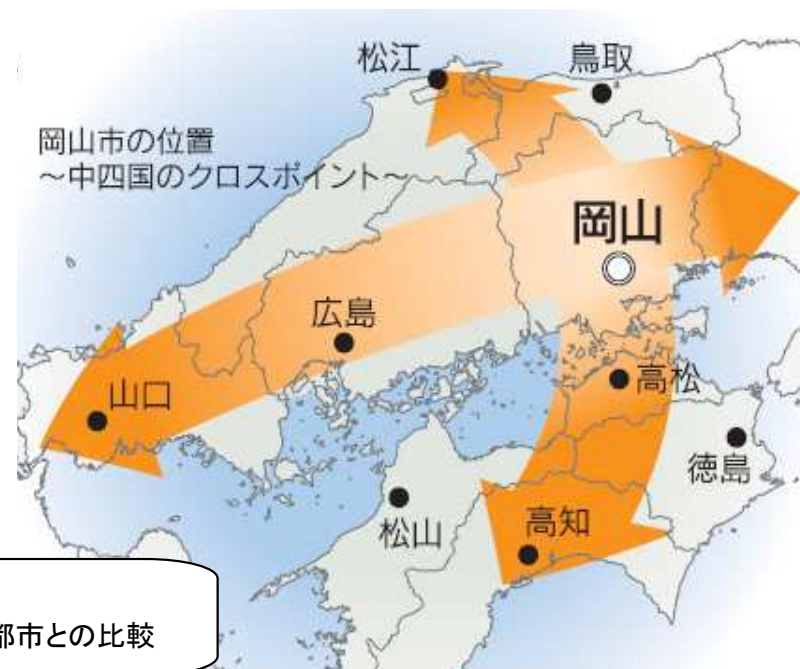 松江
鳥取
岡山市の位置
～中四国のクロスポイント～
岡山
広島
高松
山口
徳島
高知
松山
都市との比較